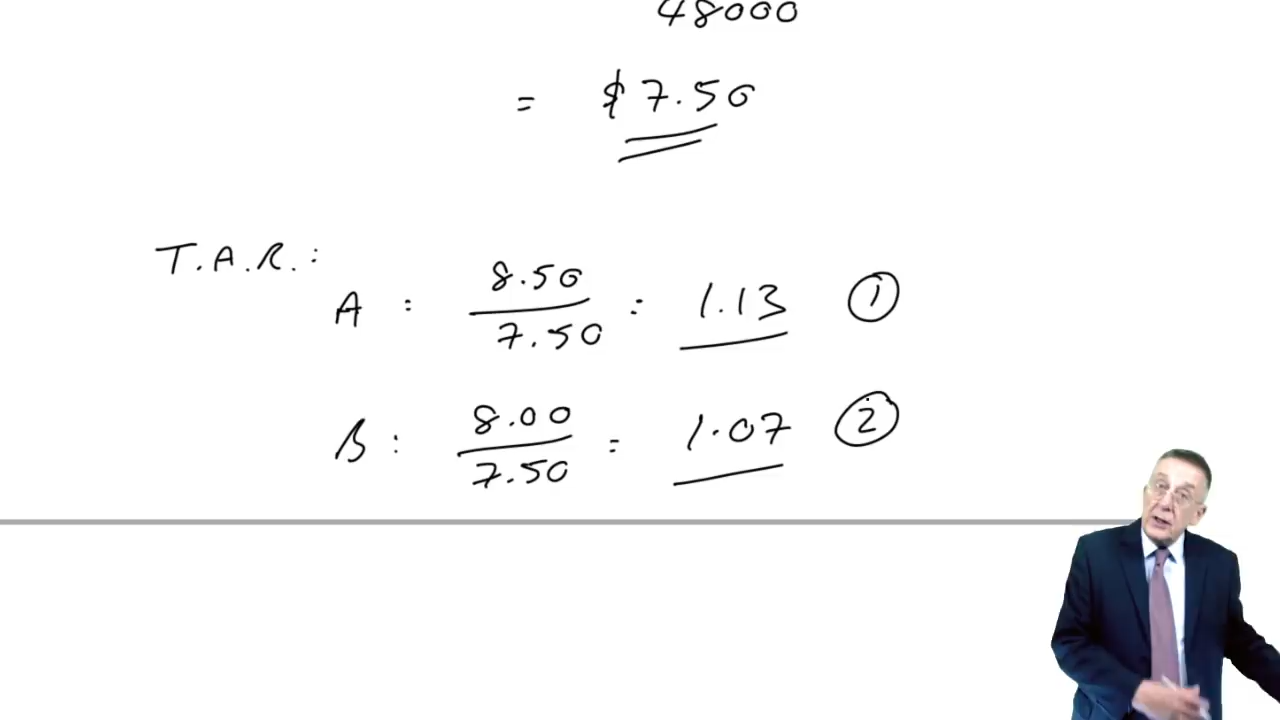 48000
= $7.50
T.A.R.:
A : 8.50 / 7.50 : 1.13 ①
B : 8.00 / 7.50 = 1.07 ②